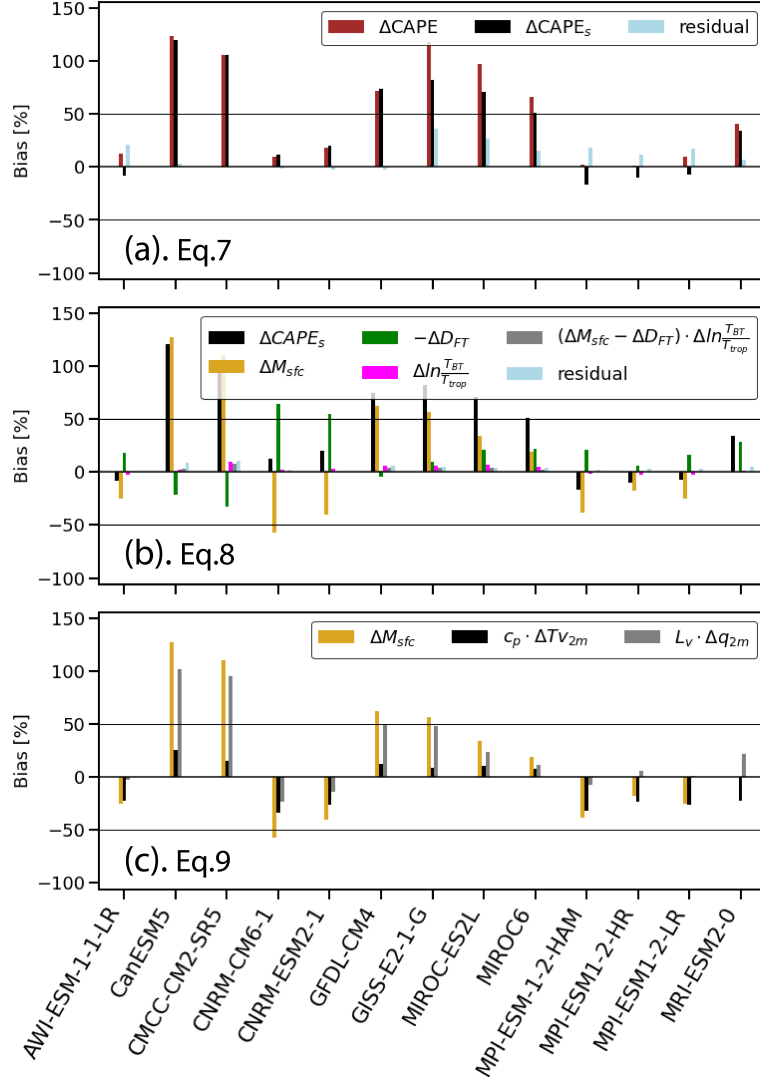 150
100
50
0
−50
−100
Bias [%]
ΔCAPE ΔCAPEₛ residual
(a). Eq.7
150
100
50
0
−50
−100
Bias [%]
ΔCAPEₛ −ΔD_FT (ΔM_sfc − ΔD_FT) · Δln T_BT/T_trop
ΔM_sfc Δln T_BT/T_trop residual
(b). Eq.8
150
100
50
0
−50
−100
Bias [%]
ΔM_sfc c_p · ΔTv_2m L_v · Δq_2m
(c). Eq.9
AWI-ESM-1-1-LR
CanESM5
CMCC-CM2-SR5
CNRM-CM6-1
CNRM-ESM2-1
GFDL-CM4
GISS-E2-1-G
MIROC-ES2L
MIROC6
MPI-ESM-1-2-HAM
MPI-ESM1-2-HR
MPI-ESM1-2-LR
MRI-ESM2-0